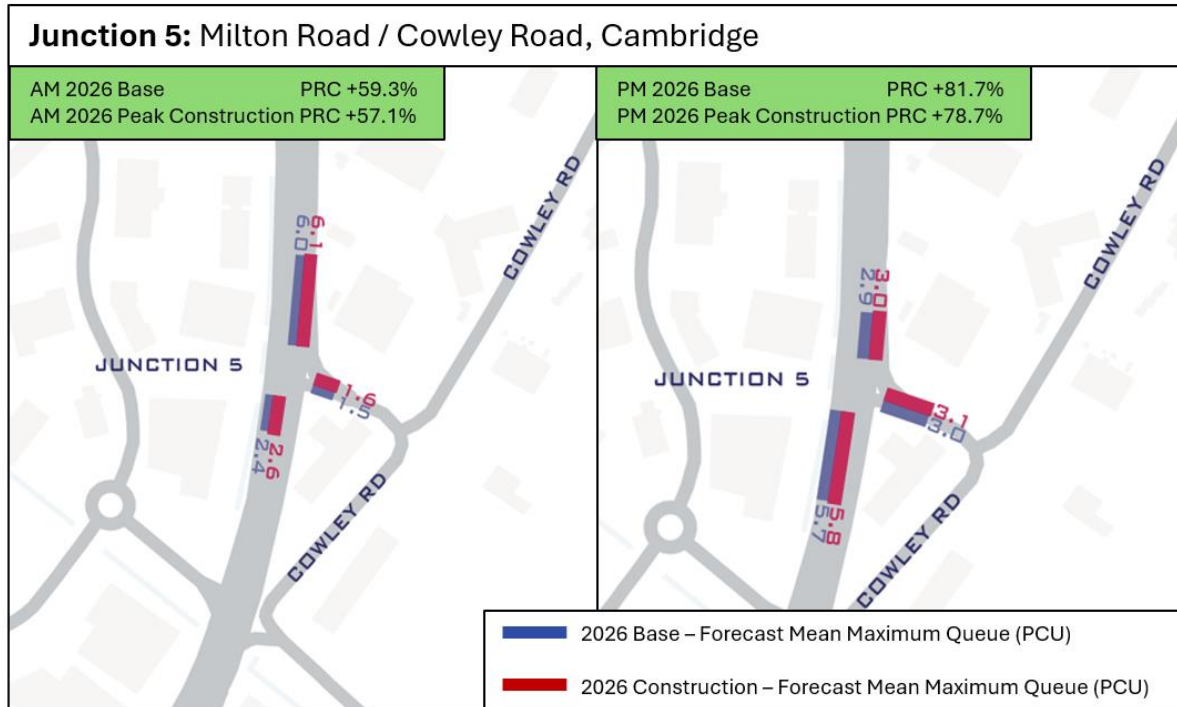 Junction 5: Milton Road / Cowley Road, Cambridge
AM 2026 Base PRC +59.3%
AM 2026 Peak Construction PRC +57.1%
6.0
6.1
COWLEY RD
JUNCTION 5
1.6
1.5
2.4
2.6
COWLEY RD
PM 2026 Base PRC +81.7%
PM 2026 Peak Construction PRC +78.7%
2.9
3.0
COWLEY RD
JUNCTION 5
3.1
3.0
5.7
5.8
COWLEY RD
2026 Base – Forecast Mean Maximum Queue (PCU)
2026 Construction – Forecast Mean Maximum Queue (PCU)